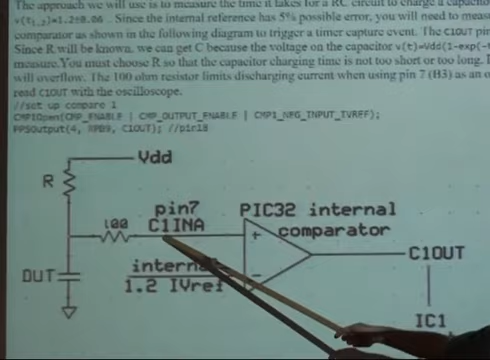 The approach we will use is to measure the time it takes for a RC circuit to charge a capacitor
v(t1.2)=1.2±0.06 . Since the internal reference has 5% possible error, you will need to measure
comparator as shown in the following diagram to trigger a timer capture event. The C1OUT pin
Since R will be known, we can get C because the voltage on the capacitor v(t)=Vdd(1-exp(-
measure.You must choose R so that the capacitor charging time is not too short or too long.
will overflow. The 100 ohm resistor limits discharging current when using pin 7 (B3) as an
read C1OUT with the oscilloscope.
//set up compare 1
CMP1Open(CMP_ENABLE | CMP_OUTPUT_ENABLE | CMP1_NEG_INPUT_IVREF);
PPSOutput(4, RPB9, C1OUT); //pin18
Vdd
R
pin7
PIC32 internal
100
C1INA
+
comparator
C1OUT
internal
DUT
1.2 IVref
-
IC1